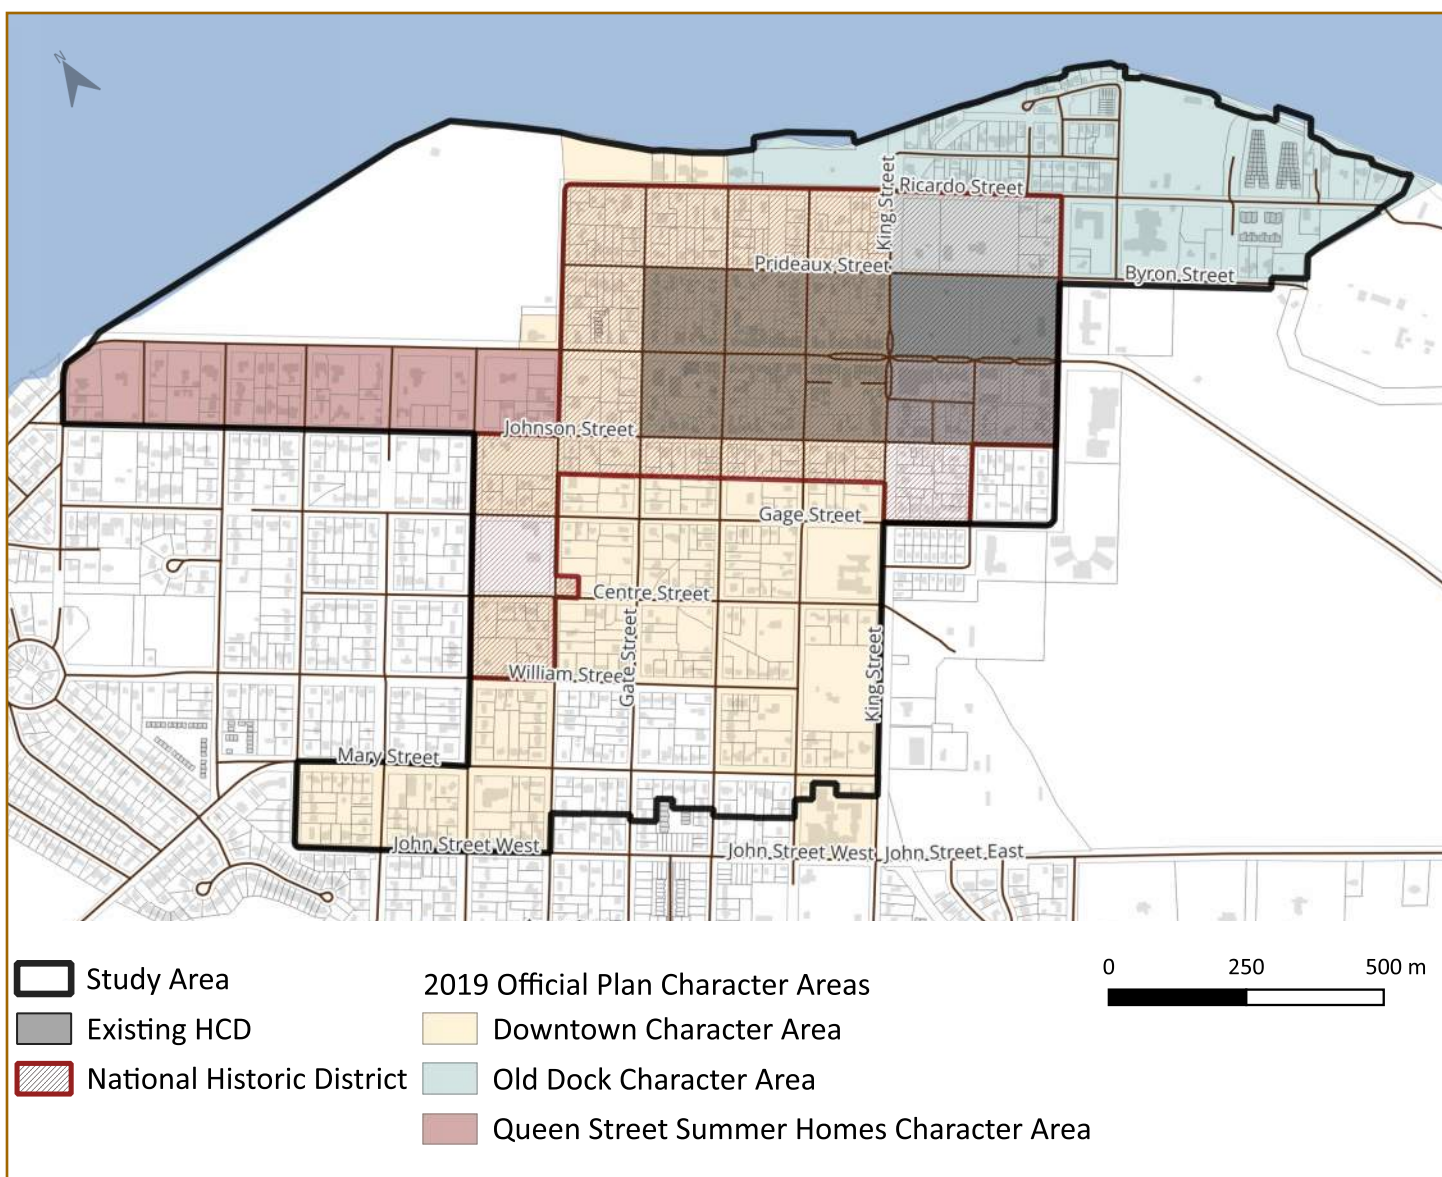 N
King Street
Ricardo Street
Prideaux Street
Byron Street
Johnson Street
Gage Street
Centre Street
Gate Street
King Street
William Stree
Mary Street
John Street West
John Street West
John Street East
Study Area
Existing HCD
National Historic District
2019 Official Plan Character Areas
Downtown Character Area
Old Dock Character Area
Queen Street Summer Homes Character Area
0 250 500 m